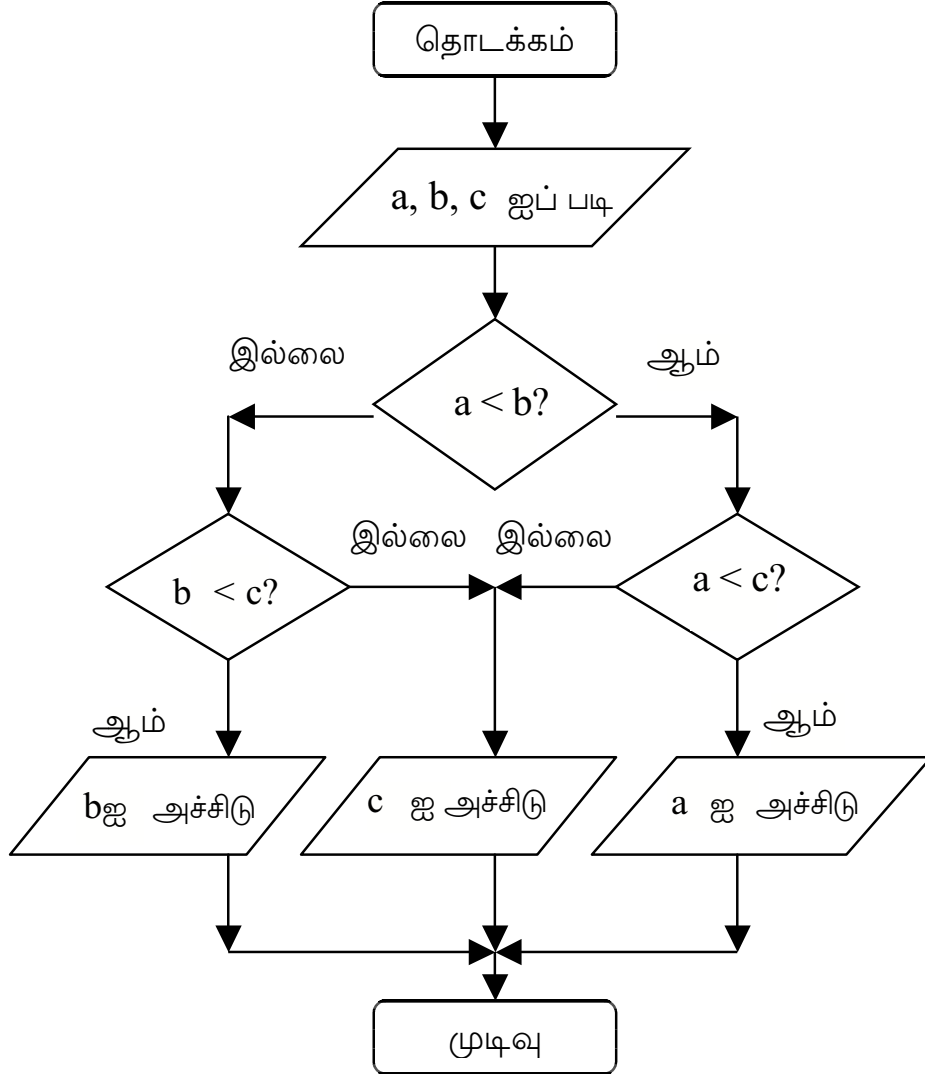 தொடக்கம்
a, b, c ஐப் படி
இல்லை
ஆம்
a < b?
இல்லை
இல்லை
b < c?
a < c?
ஆம்
ஆம்
bஐ அச்சிடு
c ஐ அச்சிடு
a ஐ அச்சிடு
முடிவு